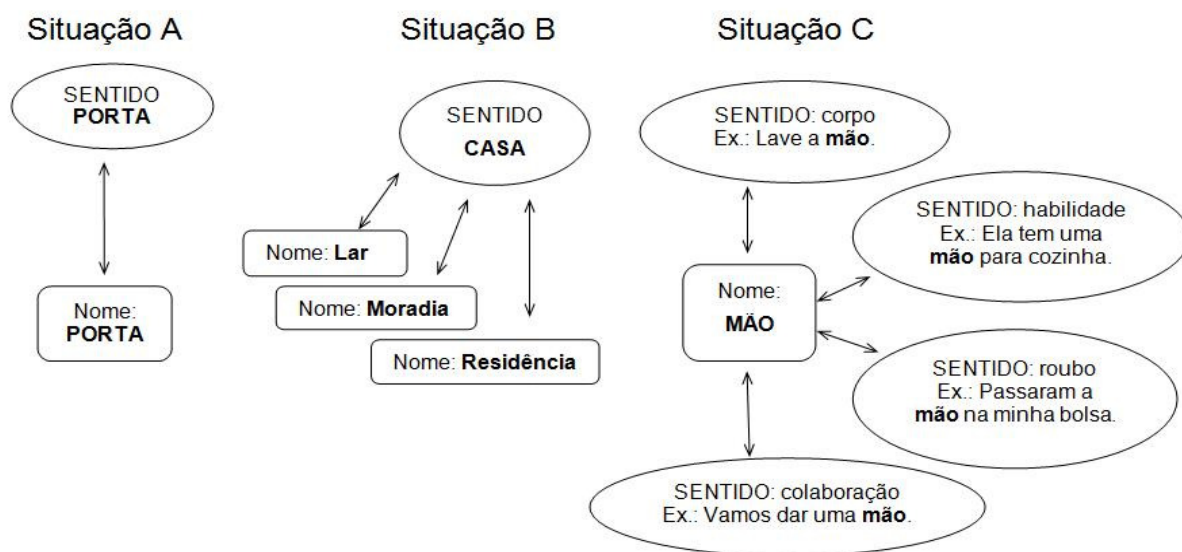 Situação A
SENTIDO
PORTA
Nome:
PORTA
Situação B
SENTIDO
CASA
Nome: Lar
Nome: Moradia
Nome: Residência
Situação C
SENTIDO: corpo
Ex.: Lave a mão.
SENTIDO: habilidade
Ex.: Ela tem uma
mão para cozinha.
Nome:
MÃO
SENTIDO: roubo
Ex.: Passaram a
mão na minha bolsa.
SENTIDO: colaboração
Ex.: Vamos dar uma mão.